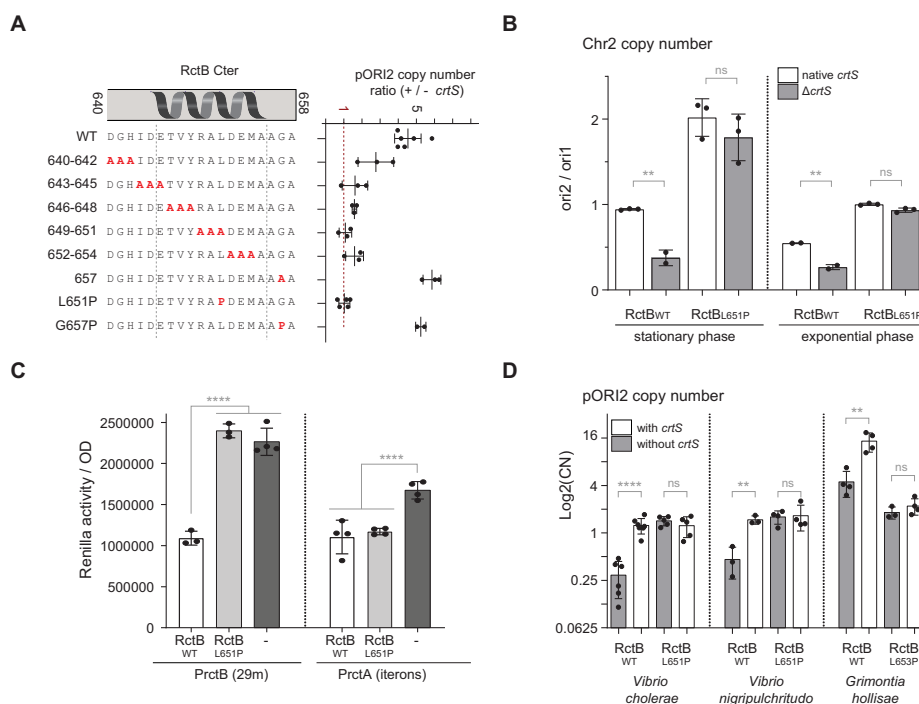 A
RctB Cter
640
658
pORI2 copy number
ratio (+ / - crtS)
1
5
WT DGHIDETVYRALDEMAAGA
640-642 AAAIDETVYRALDEMAAGA
643-645 DGHAAATVYRALDEMAAGA
646-648 DGHIDEAAARALDEMAAGA
649-651 DGHIDETVYAAADEMAAGA
652-654 DGHIDETVYRALAAAAAGA
657 DGHIDETVYRALDEMAAAA
L651P DGHIDETVYRAPDEMAAGA
G657P DGHIDETVYRALDEMAAPA
B
Chr2 copy number
native crtS
ΔcrtS
ori2 / ori1
2
1
0
**
ns
**
ns
RctBWT RctBL651P RctBWT RctBL651P
stationary phase exponential phase
C
Renilla activity / OD
2500000
2000000
1500000
1000000
500000
0
****
****
RctB RctB - RctB RctB -
WT L651P WT L651P
PrctB (29m) PrctA (iterons)
D
pORI2 copy number
with crtS
without crtS
Log2(CN)
16
4
1
0.25
0.0625
****
ns
**
ns
**
ns
RctB RctB RctB RctB RctB RctB
WT L651P WT L651P WT L653P
Vibrio Vibrio Grimontia
cholerae nigripulchritudo hollisae